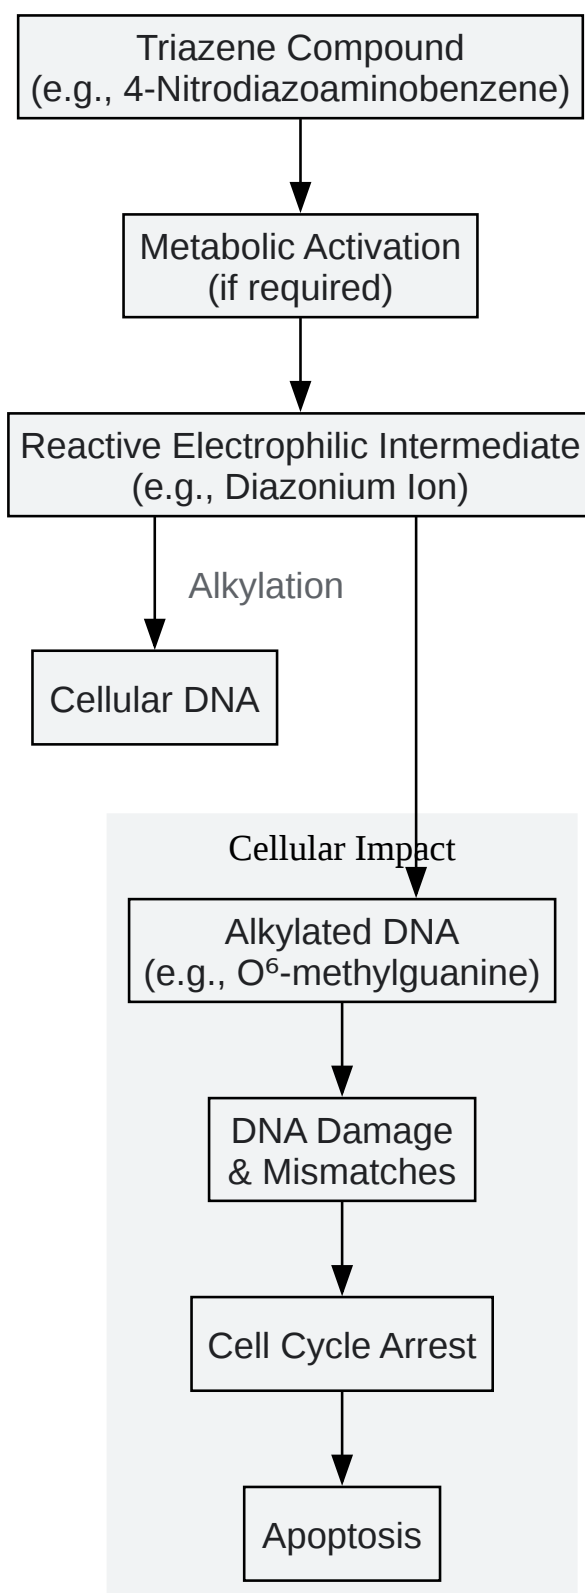 Triazene Compound
(e.g., 4-Nitrodiazoaminobenzene)
Metabolic Activation
(if required)
Reactive Electrophilic Intermediate
(e.g., Diazonium Ion)
Alkylation
Cellular DNA
Cellular Impact
Alkylated DNA
(e.g., O⁶-methylguanine)
DNA Damage
& Mismatches
Cell Cycle Arrest
Apoptosis